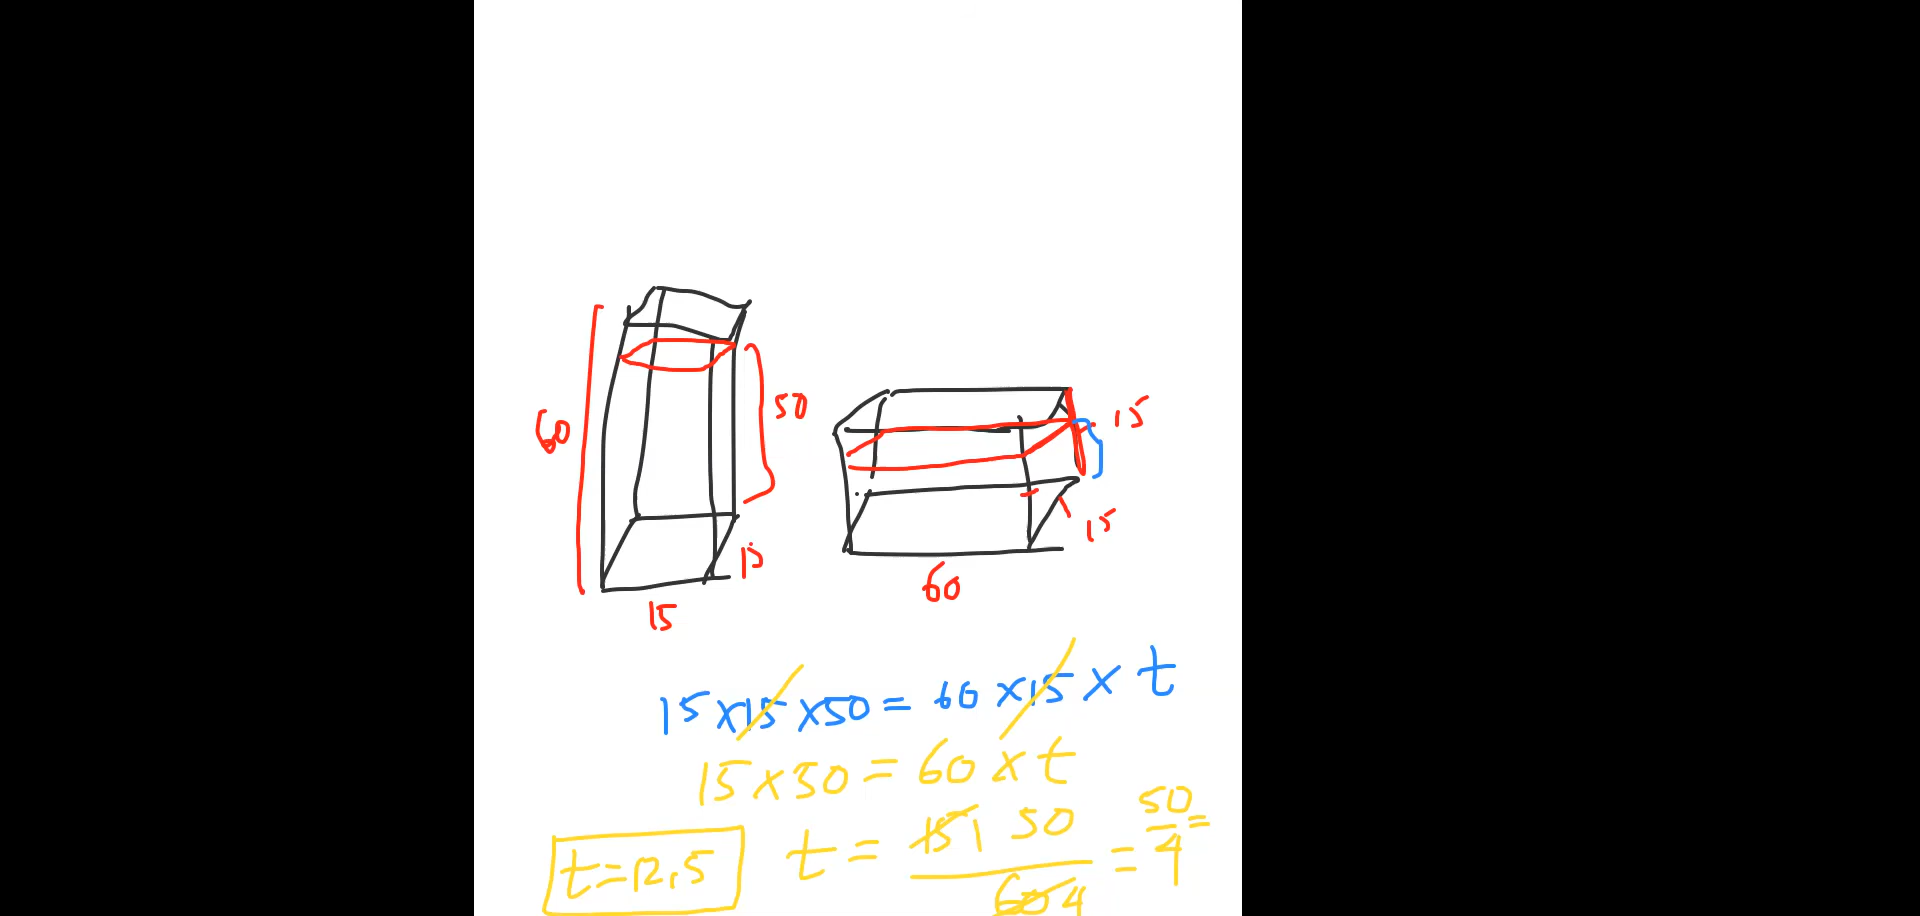 60
50
15
15
15
15
60
15 x 15 x 50 = 60 x 15 x t
15 x 50 = 60 x t
t = 15 1 50 / 60 4 = 50 / 4 =
t = 12,5